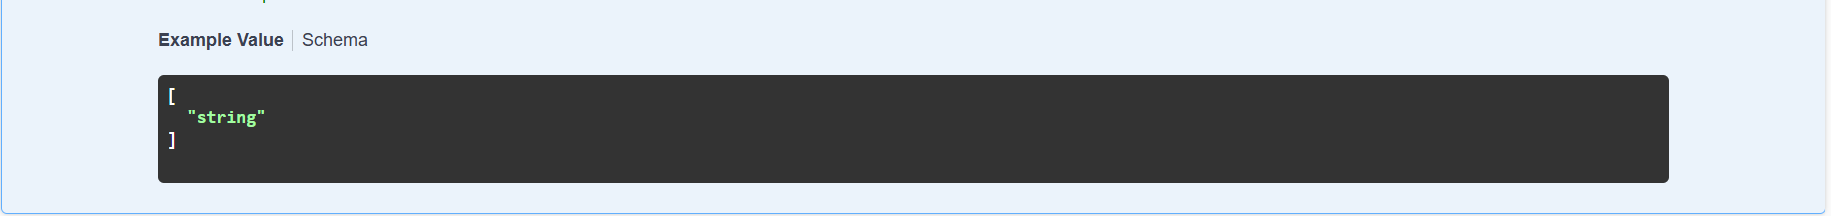 Example Value Schema
[
"string"
]